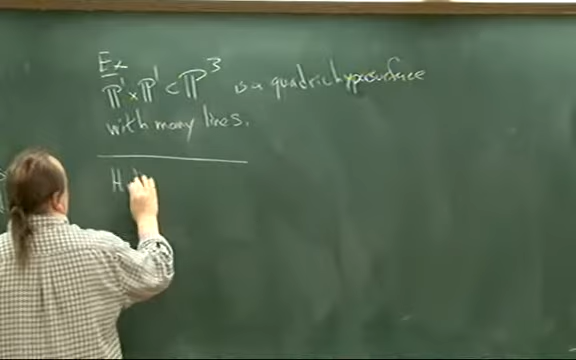 Ex
ℙ¹×ℙ¹ ⊂ ℙ³ is a quadric hypersurface
with many lines.
H